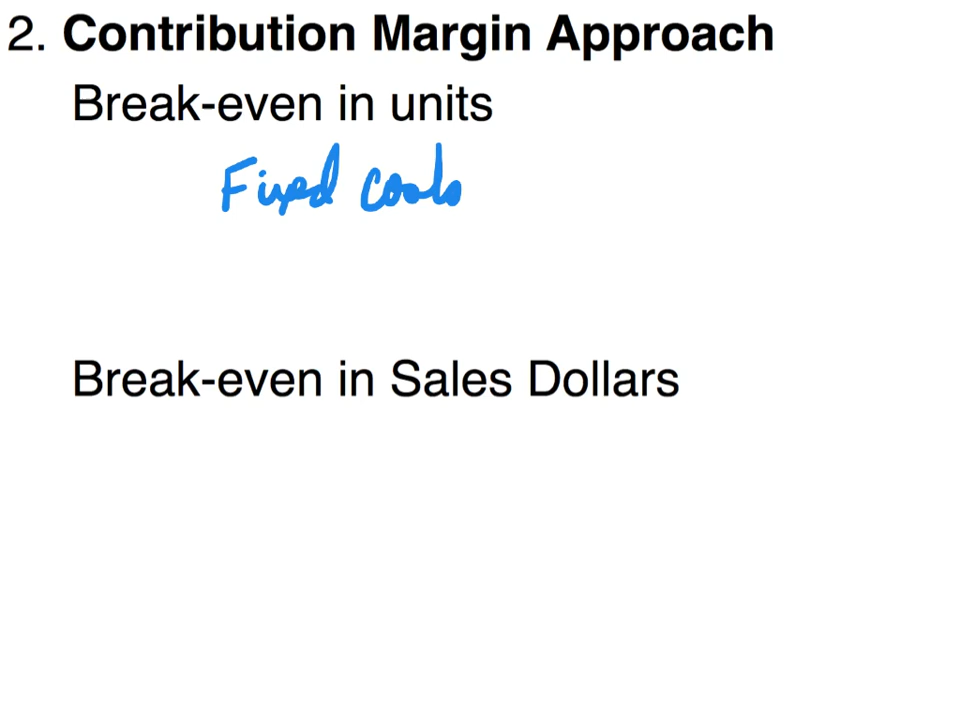 2. Contribution Margin Approach
Break-even in units
Fixed costs
Break-even in Sales Dollars